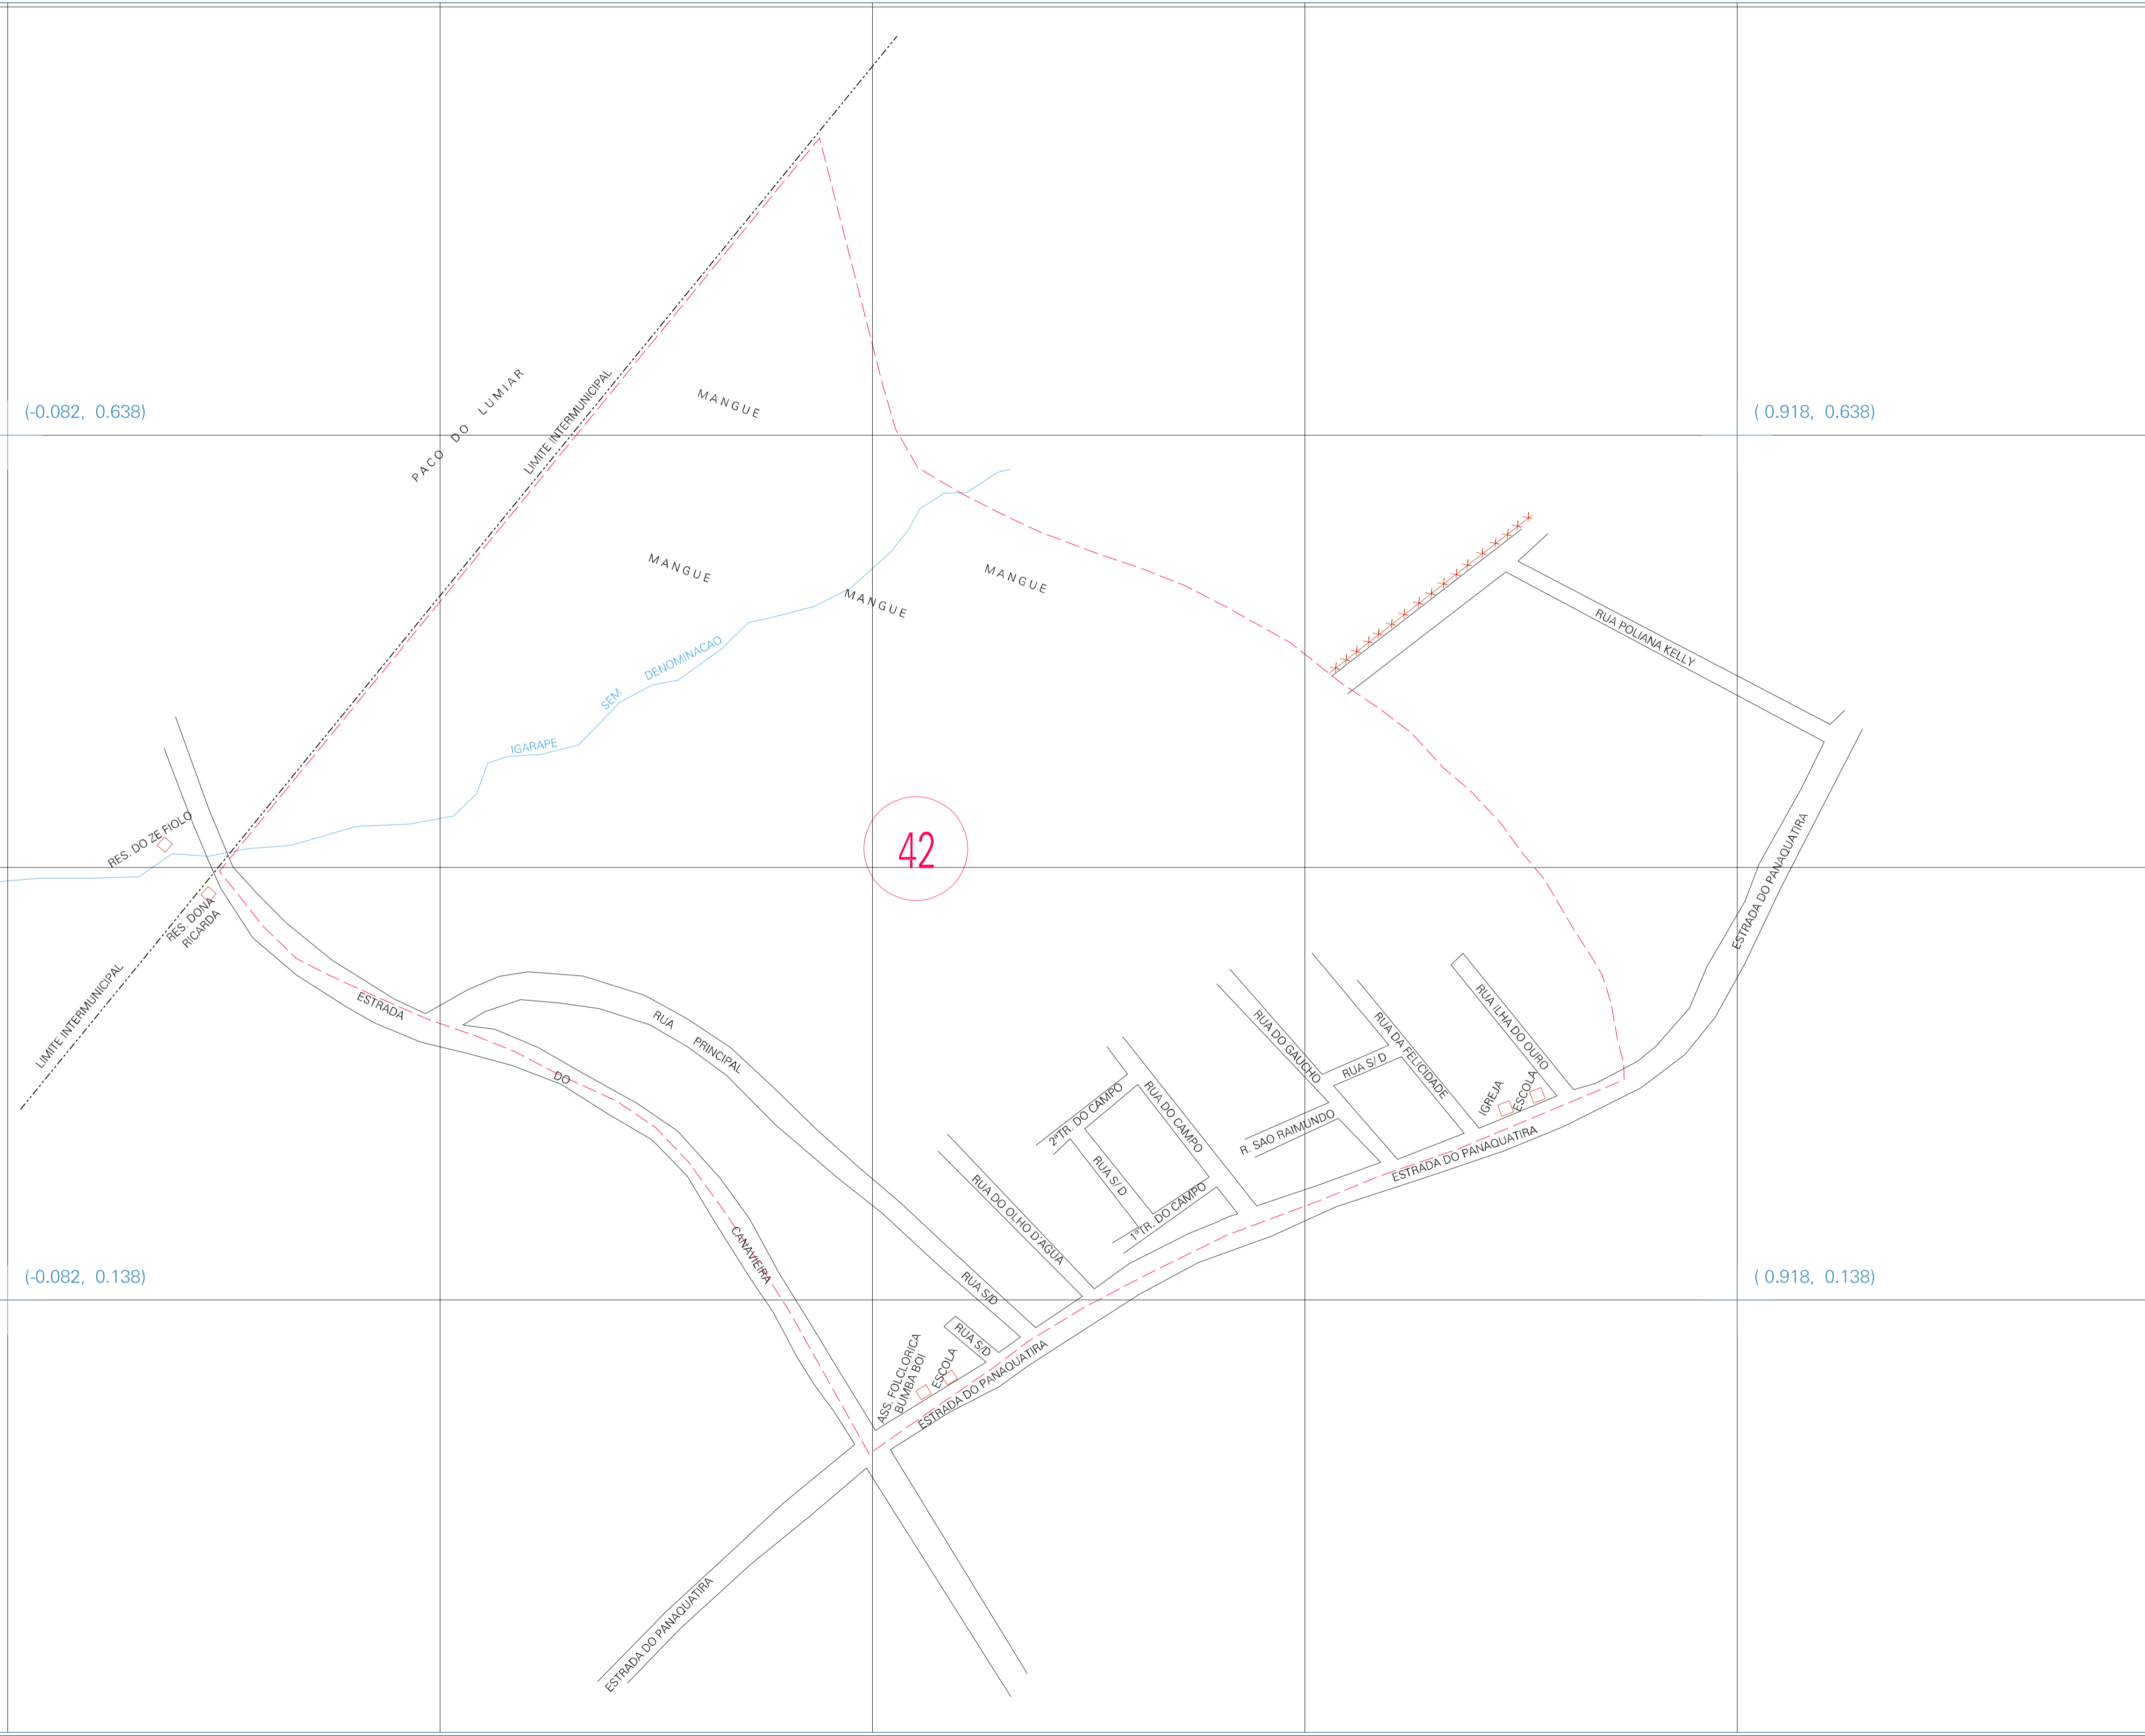 PACO DO LUMIAR
LIMITE INTERMUNICIPAL
MANGUE
(-0.082, 0.638)
( 0.918, 0.638)
MANGUE
MANGUE
MANGUE
RUA POLIANA KELLY
IGARAPE SEM DENOMINACAO
RES. DO ZE FIOLO
42
ESTRADA DO PANAQUATIRA
RES. DONA
RICARDA
LIMITE INTERMUNICIPAL
ESTRADA DO CANAVIEIRA
RUA PRINCIPAL
RUA DO GAUCHO
RUA S/D
RUA DA FELICIDADE
RUA ILHA DO OURO
IGREJA
ESCOLA
2ªTR. DO CAMPO
RUA DO CAMPO
R. SAO RAIMUNDO
ESTRADA DO PANAQUATIRA
RUA S/D
1ªTR. DO CAMPO
RUA DO OLHO D'AGUA
(-0.082, 0.138)
( 0.918, 0.138)
RUA S/D
RUA S/D
ASS. FOLCLORICA
BUMBA BOI
ESCOLA
ESTRADA DO PANAQUATIRA
ESTRADA DO PANAQUATIRA